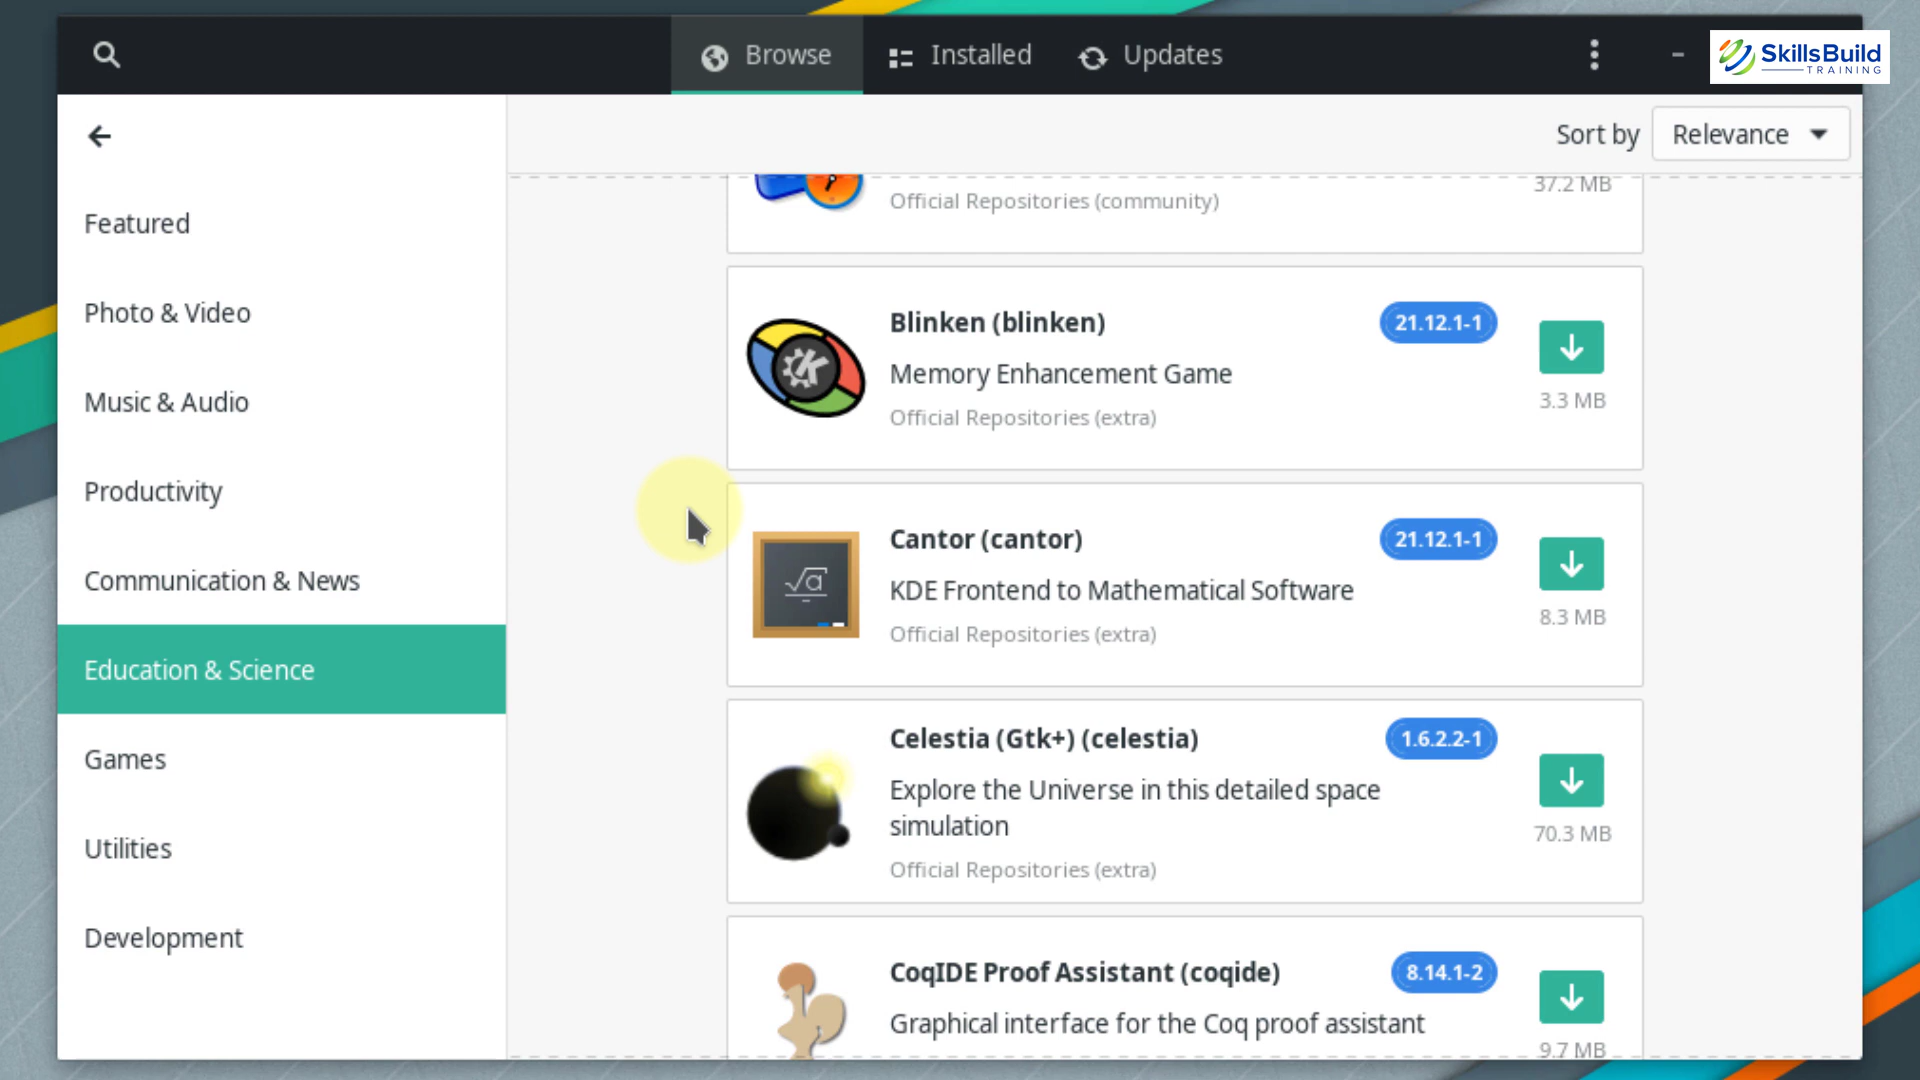 Browse
Installed
Updates
SkillsBuild
TRAINING
Sort by
Relevance
Featured
Photo & Video
Music & Audio
Productivity
Communication & News
Education & Science
Games
Utilities
Development
Official Repositories (community)
37.2 MB
Blinken (blinken)
21.12.1-1
Memory Enhancement Game
Official Repositories (extra)
3.3 MB
Cantor (cantor)
21.12.1-1
√a
KDE Frontend to Mathematical Software
Official Repositories (extra)
8.3 MB
Celestia (Gtk+) (celestia)
1.6.2.2-1
Explore the Universe in this detailed space
simulation
Official Repositories (extra)
70.3 MB
CoqIDE Proof Assistant (coqide)
8.14.1-2
Graphical interface for the Coq proof assistant
9.7 MB